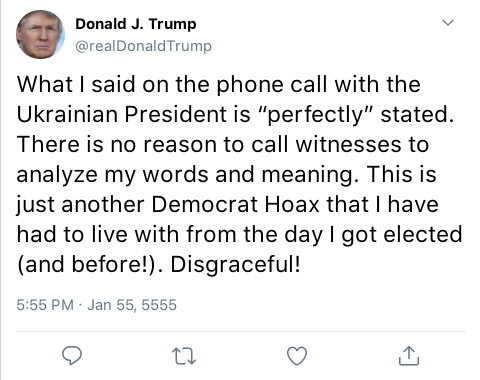 Donald J. Trump
@realDonaldTrump
What I said on the phone call with the
Ukrainian President is “perfectly” stated.
There is no reason to call witnesses to
analyze my words and meaning. This is
just another Democrat Hoax that I have
had to live with from the day I got elected
(and before!). Disgraceful!
5:55 PM · Jan 55, 5555